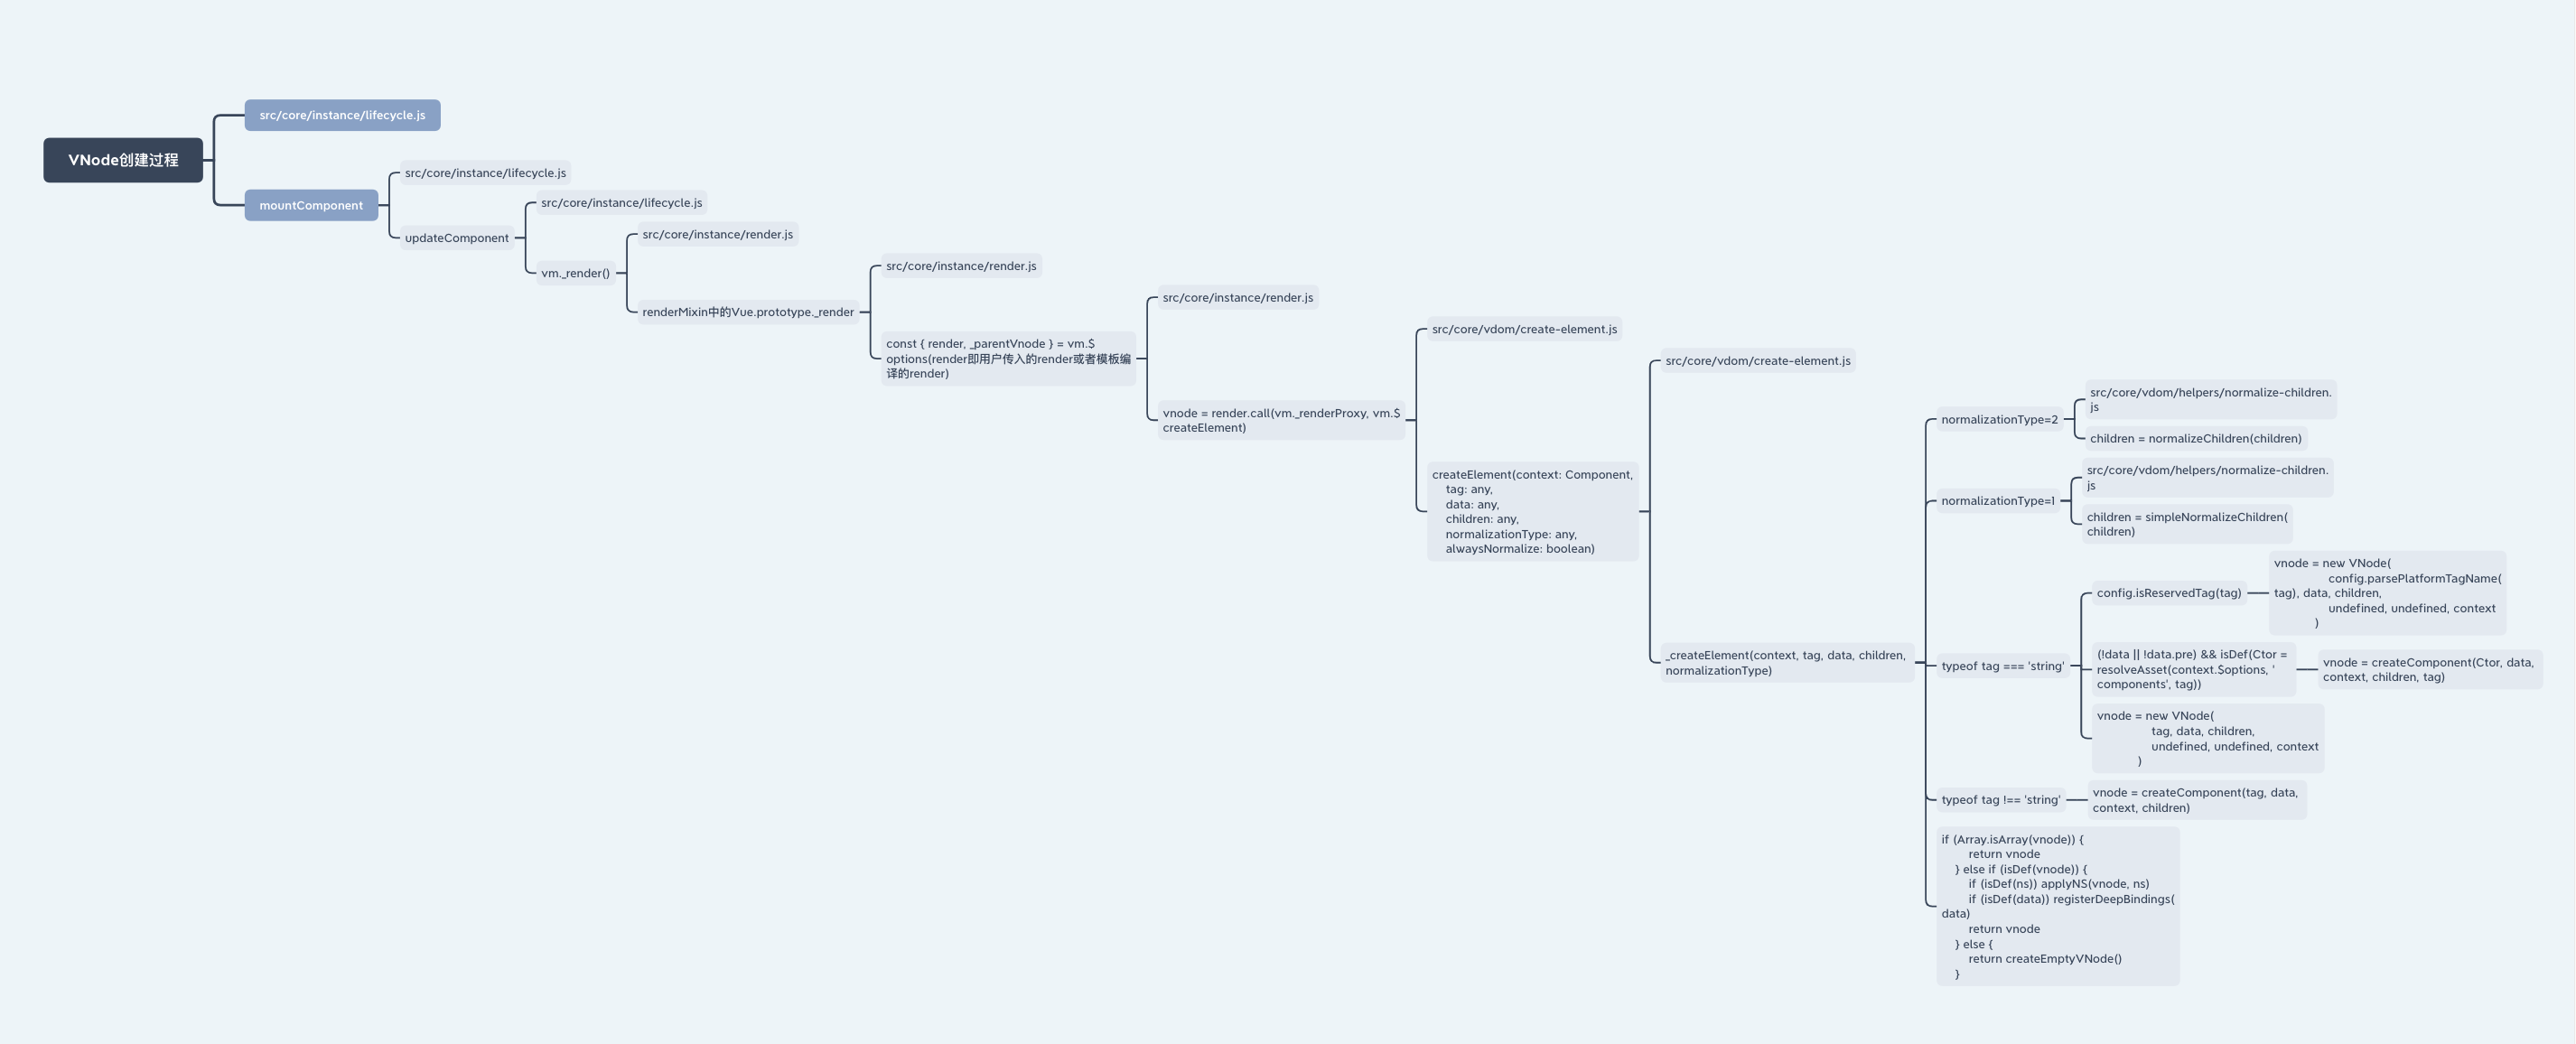 VNode创建过程
src/core/instance/lifecycle.js
mountComponent
src/core/instance/lifecycle.js
updateComponent
src/core/instance/lifecycle.js
vm._render()
src/core/instance/render.js
renderMixin中的Vue.prototype._render
src/core/instance/render.js
const { render, _parentVnode } = vm.$
options(render即用户传入的render或者模板编
译的render)
src/core/instance/render.js
vnode = render.call(vm._renderProxy, vm.$
createElement)
src/core/vdom/create-element.js
createElement(context: Component,
tag: any,
data: any,
children: any,
normalizationType: any,
alwaysNormalize: boolean)
src/core/vdom/create-element.js
_createElement(context, tag, data, children,
normalizationType)
normalizationType=2
src/core/vdom/helpers/normalize-children.
js
children = normalizeChildren(children)
normalizationType=1
src/core/vdom/helpers/normalize-children.
js
children = simpleNormalizeChildren(
children)
typeof tag === 'string'
config.isReservedTag(tag)
vnode = new VNode(
config.parsePlatformTagName(
tag), data, children,
undefined, undefined, context
)
(!data || !data.pre) && isDef(Ctor =
resolveAsset(context.$options, '
components', tag))
vnode = createComponent(Ctor, data,
context, children, tag)
vnode = new VNode(
tag, data, children,
undefined, undefined, context
)
typeof tag !== 'string'
vnode = createComponent(tag, data,
context, children)
if (Array.isArray(vnode)) {
return vnode
} else if (isDef(vnode)) {
if (isDef(ns)) applyNS(vnode, ns)
if (isDef(data)) registerDeepBindings(
data)
return vnode
} else {
return createEmptyVNode()
}